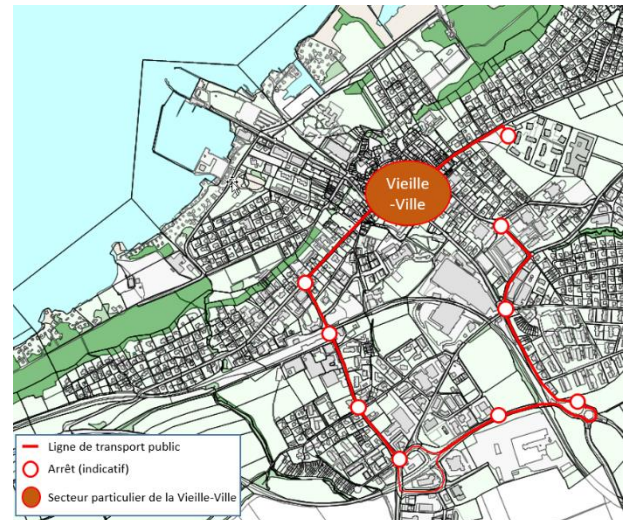 Vieille
-Ville
Ligne de transport public
Arrêt (indicatif)
Secteur particulier de la Vieille-Ville